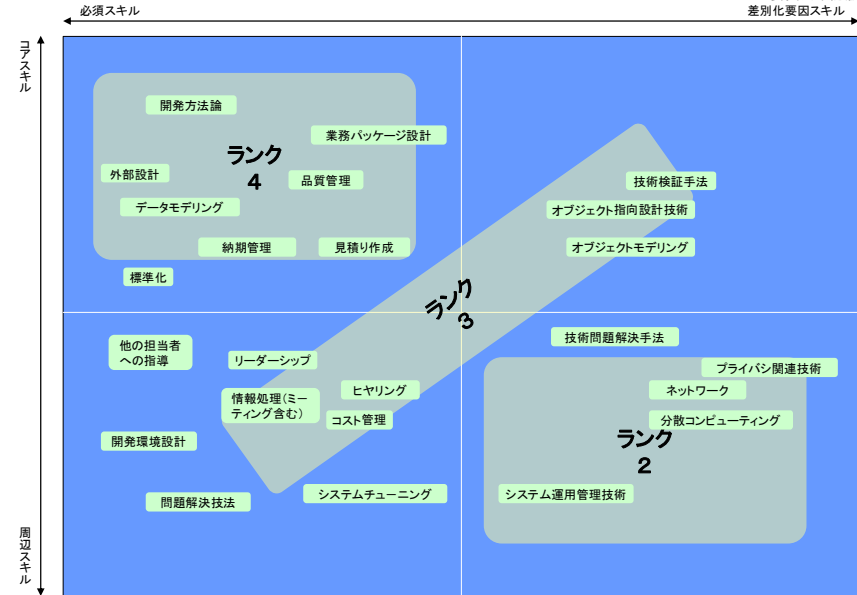 必須スキル
差別化要因スキル
コアスキル
開発方法論
業務パッケージ設計
ランク
4
外部設計
品質管理
技術検証手法
データモデリング
オブジェクト指向設計技術
納期管理
見積り作成
オブジェクトモデリング
標準化
ランク
3
技術問題解決手法
他の担当者
への指導
リーダーシップ
プライバシ関連技術
情報処理(ミー
ティング含む)
ヒヤリング
ネットワーク
コスト管理
分散コンピューティング
開発環境設計
ランク
2
問題解決技法
システムチューニング
システム運用管理技術
周辺スキル